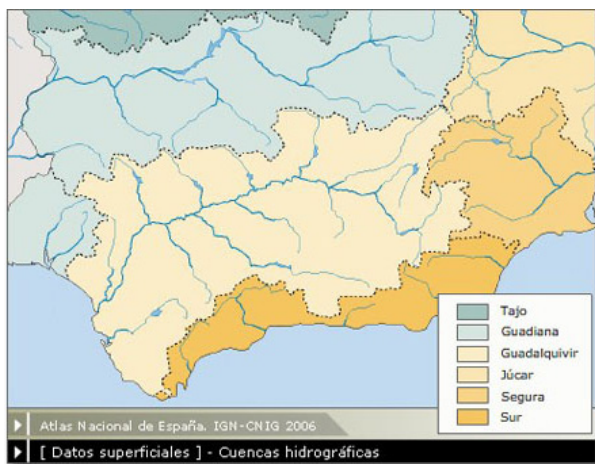 Tajo
Guadiana
Guadalquivir
Júcar
Segura
Sur
Atlas Nacional de España. IGN-CNIG 2006
[ Datos superficiales ] - Cuencas hidrográficas